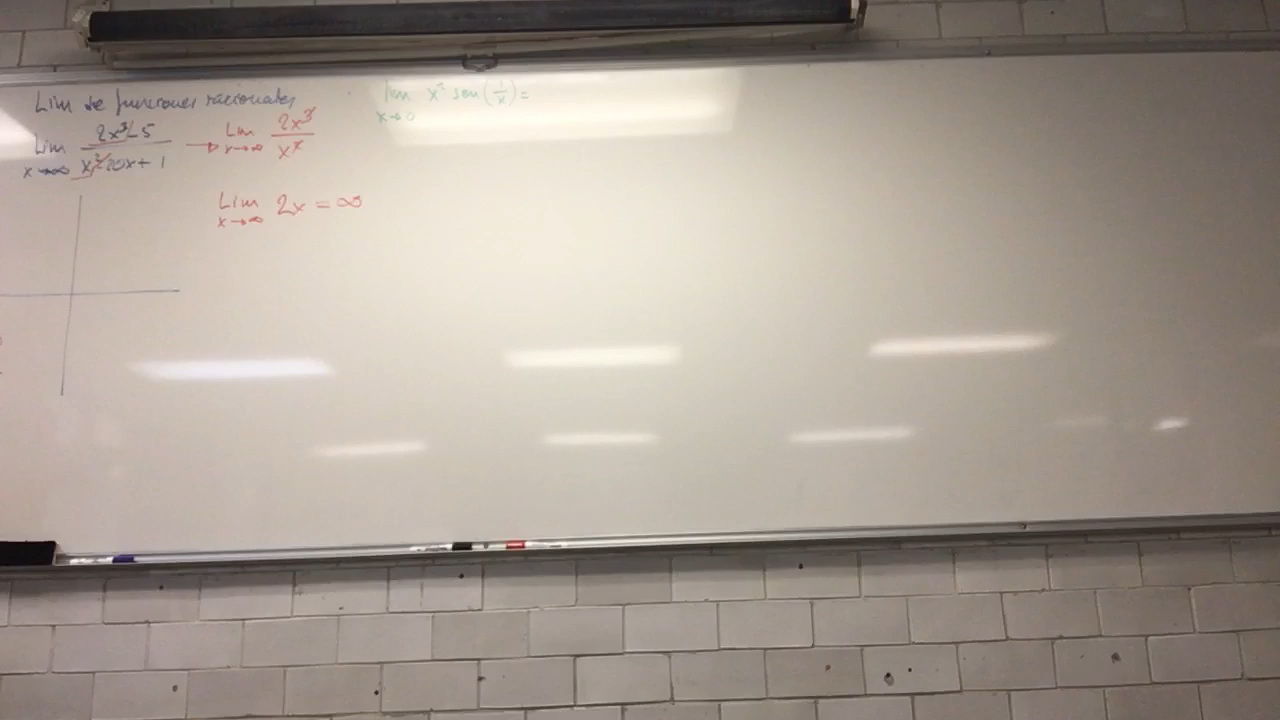 Lim de funciones racionales
Lim x→∞ 2x³-5 / x²-20x+1 → Lim x→∞ 2x³ / x²
Lim x→∞ 2x = ∞
lim x→0 x² sen(1/x) =